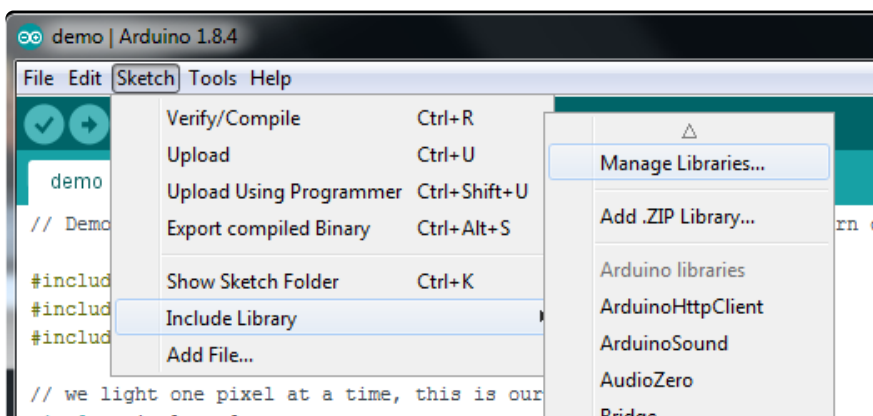 demo | Arduino 1.8.4
File Edit Sketch Tools Help
Verify/Compile Ctrl+R
Upload Ctrl+U
Upload Using Programmer Ctrl+Shift+U
Export compiled Binary Ctrl+Alt+S
Show Sketch Folder Ctrl+K
Include Library
Add File...
Manage Libraries...
Add .ZIP Library...
Arduino libraries
ArduinoHttpClient
ArduinoSound
AudioZero
Bridge
demo
// Demo
#includ
#includ
#includ
// we light one pixel at a time, this is our